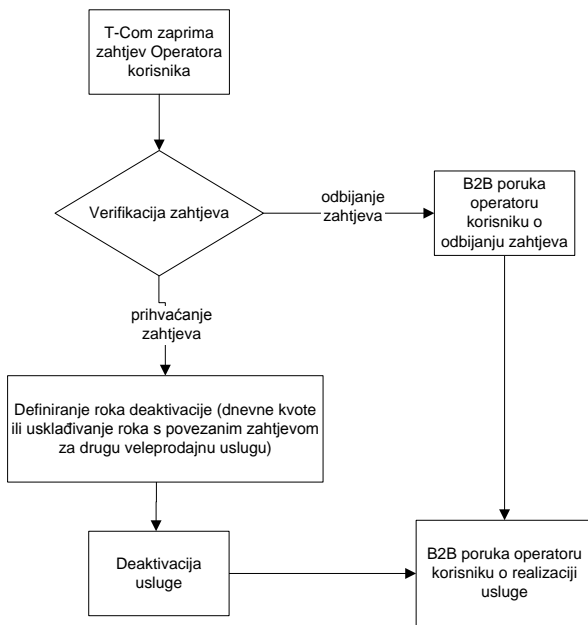 T-Com zaprima
zahtjev Operatora
korisnika
Verifikacija zahtjeva
odbijanje
zahtjeva
B2B poruka
operatoru
korisniku o
odbijanju zahtjeva
prihvaćanje
zahtjeva
Definiranje roka deaktivacije (dnevne kvote
ili usklađivanje roka s povezanim zahtjevom
za drugu veleprodajnu uslugu)
Deaktivacija
usluge
B2B poruka operatoru
korisniku o realizaciji
usluge